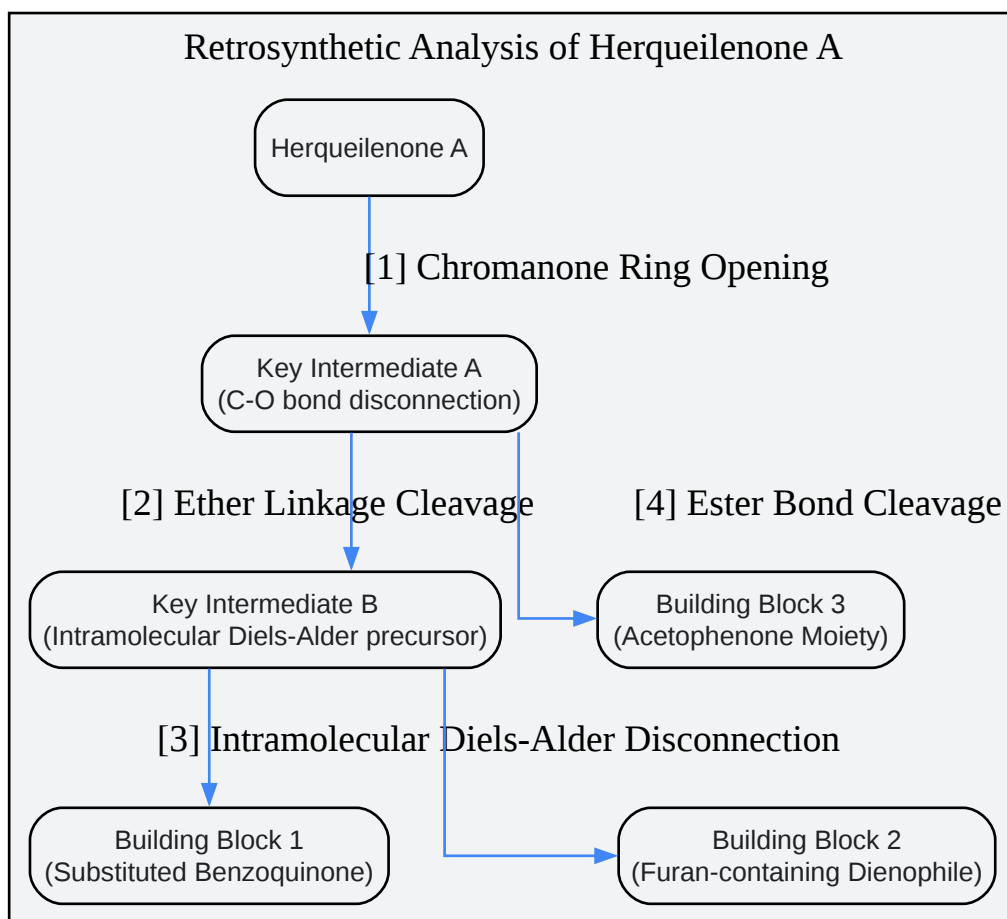 Retrosynthetic Analysis of Herqueilenone A
Herqueilenone A
[1] Chromanone Ring Opening
Key Intermediate A
(C-O bond disconnection)
[2] Ether Linkage Cleavage
[4] Ester Bond Cleavage
Key Intermediate B
(Intramolecular Diels-Alder precursor)
Building Block 3
(Acetophenone Moiety)
[3] Intramolecular Diels-Alder Disconnection
Building Block 1
(Substituted Benzoquinone)
Building Block 2
(Furan-containing Dienophile)